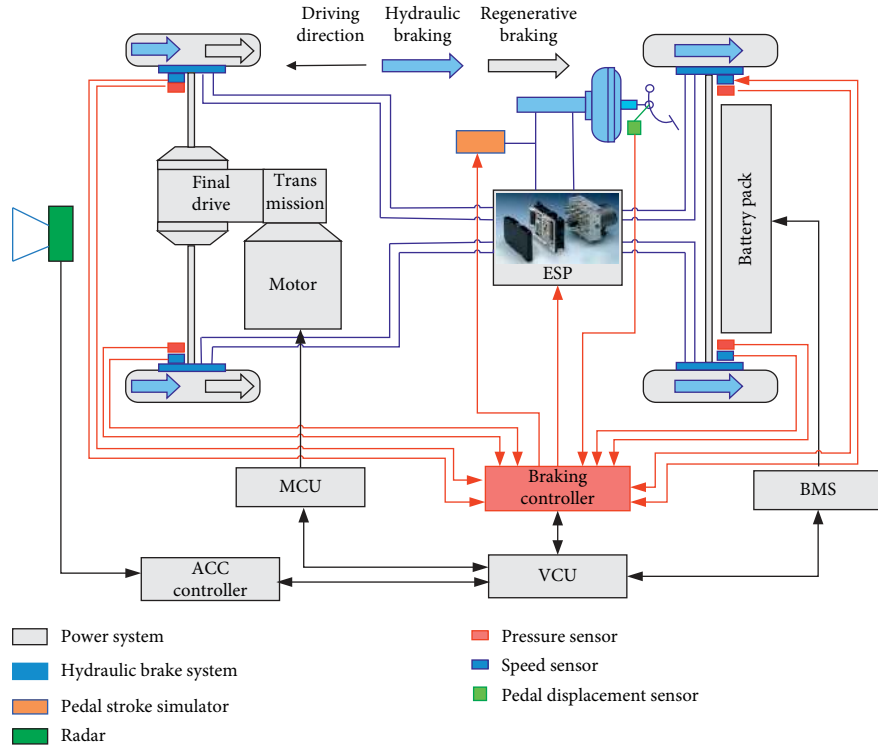 Driving
direction
Hydraulic
braking
Regenerative
braking
Final
drive
Trans
mission
Motor
ESP
Battery pack
MCU
Braking
controller
BMS
ACC
controller
VCU
Power system
Hydraulic brake system
Pedal stroke simulator
Radar
Pressure sensor
Speed sensor
Pedal displacement sensor